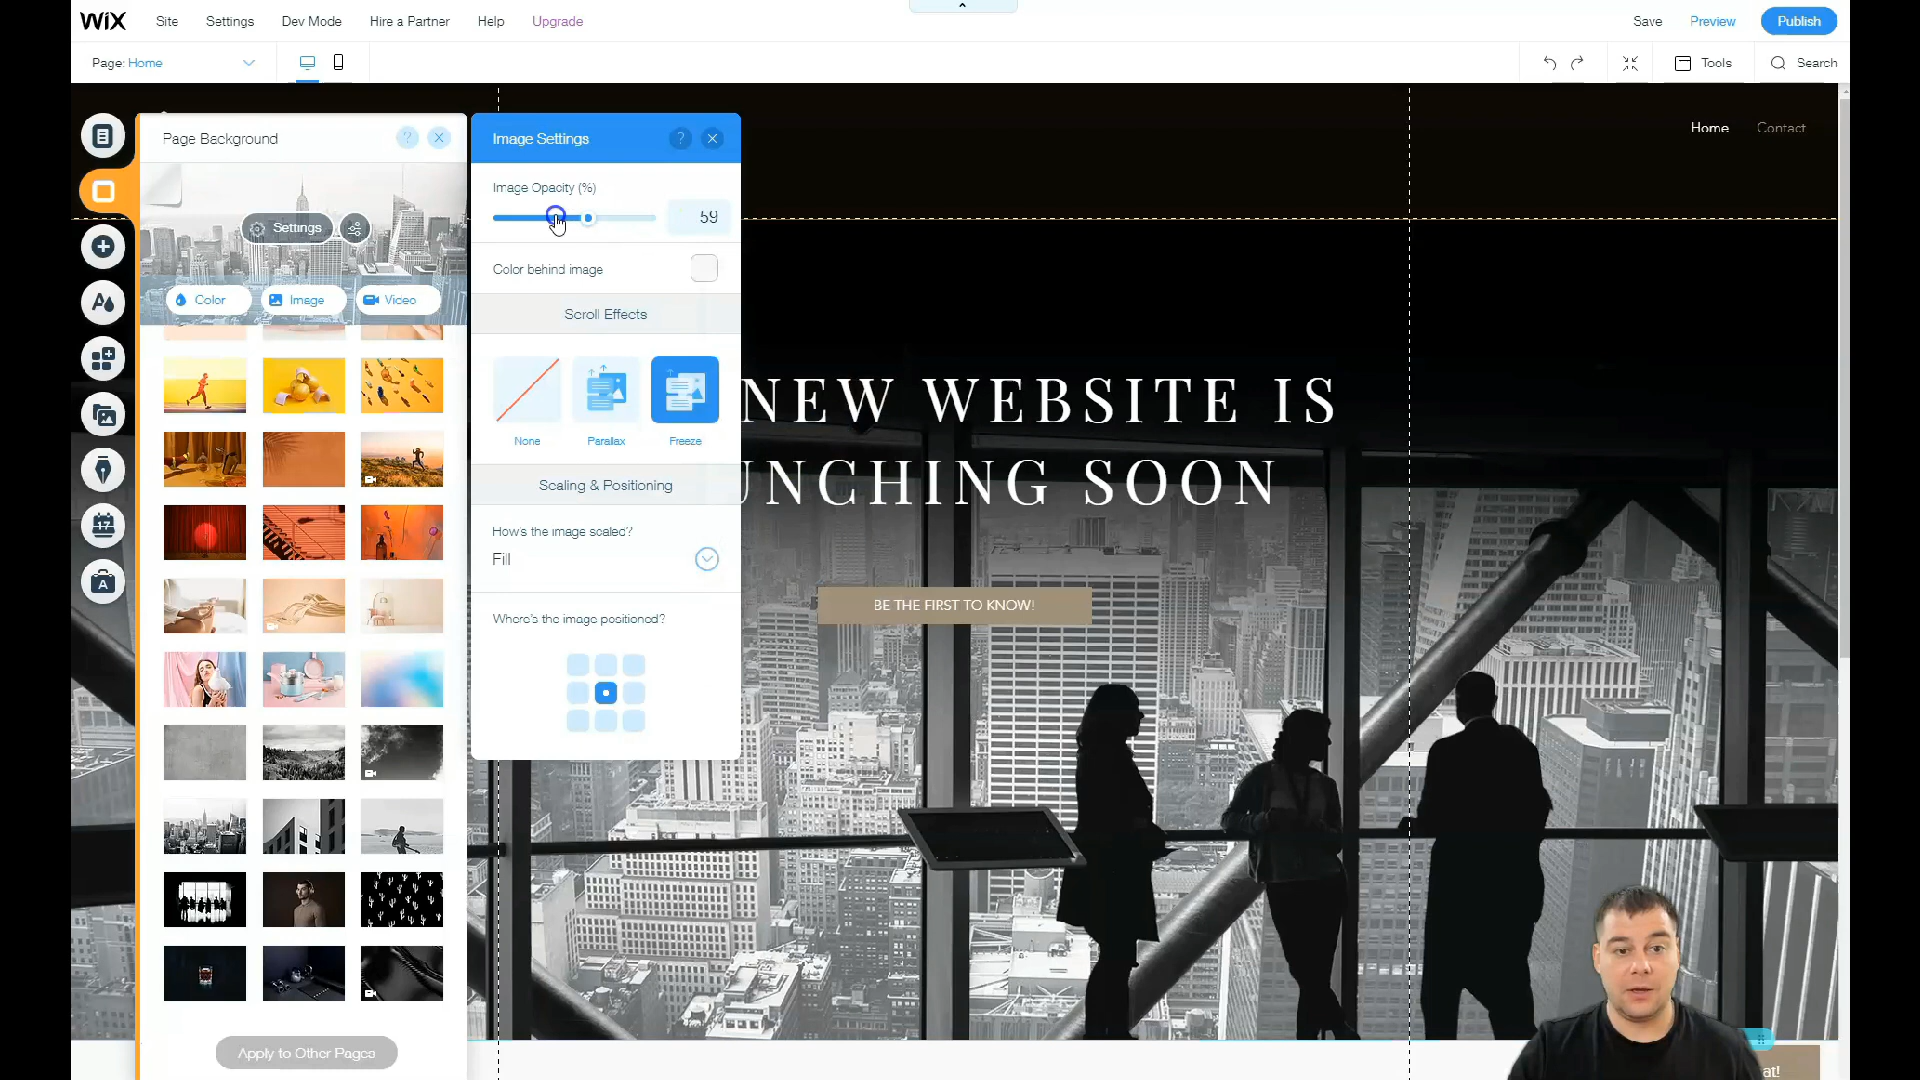 WIX Site Settings Dev Mode Hire a Partner Help Upgrade Save Preview Publish
Page: Home Tools Search
Home Contact
Page Background ?
Settings
Color Image Video
Apply to Other Pages
Image Settings ?
Image Opacity (%)
59
Color behind image
Scroll Effects
None Parallax Freeze
Scaling & Positioning
How's the image scaled?
Fill
Where's the image positioned?
17
A
NEW WEBSITE IS
UNCHING SOON
BE THE FIRST TO KNOW!
at!